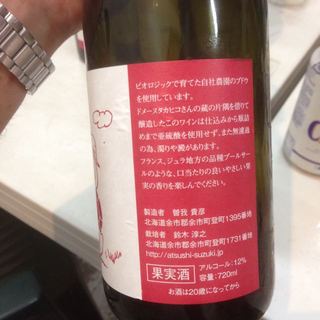 ビオロジックで育てた自社農園のブドウ
を使用しています。
ドメーヌタカヒコさんの蔵の片隅を借りて
醸造したこのワインは仕込みから瓶詰
めまで亜硫酸を使用せず、また無濾過
の為、濁りや澱があります。
フランス、ジュラ地方の品種プールサー
ルのような、口当たりの良いやさしい果
実の香りを楽しんでください。
製造者 曽我 貴彦
北海道余市郡余市町登町1395番地
栽培者 鈴木 淳之
北海道余市郡余市町登町1731番地
http://atsushi-suzuki.jp
果実酒
アルコール:12%
容量:720ml
お酒は20歳になってから